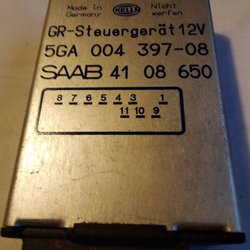 Made in Germany HELLA Nicht werfen
GR-Steuergerät 12V
5GA 004 397-08
SAAB 41 08 650
8 7 6 5 4 3 1
11 10 9